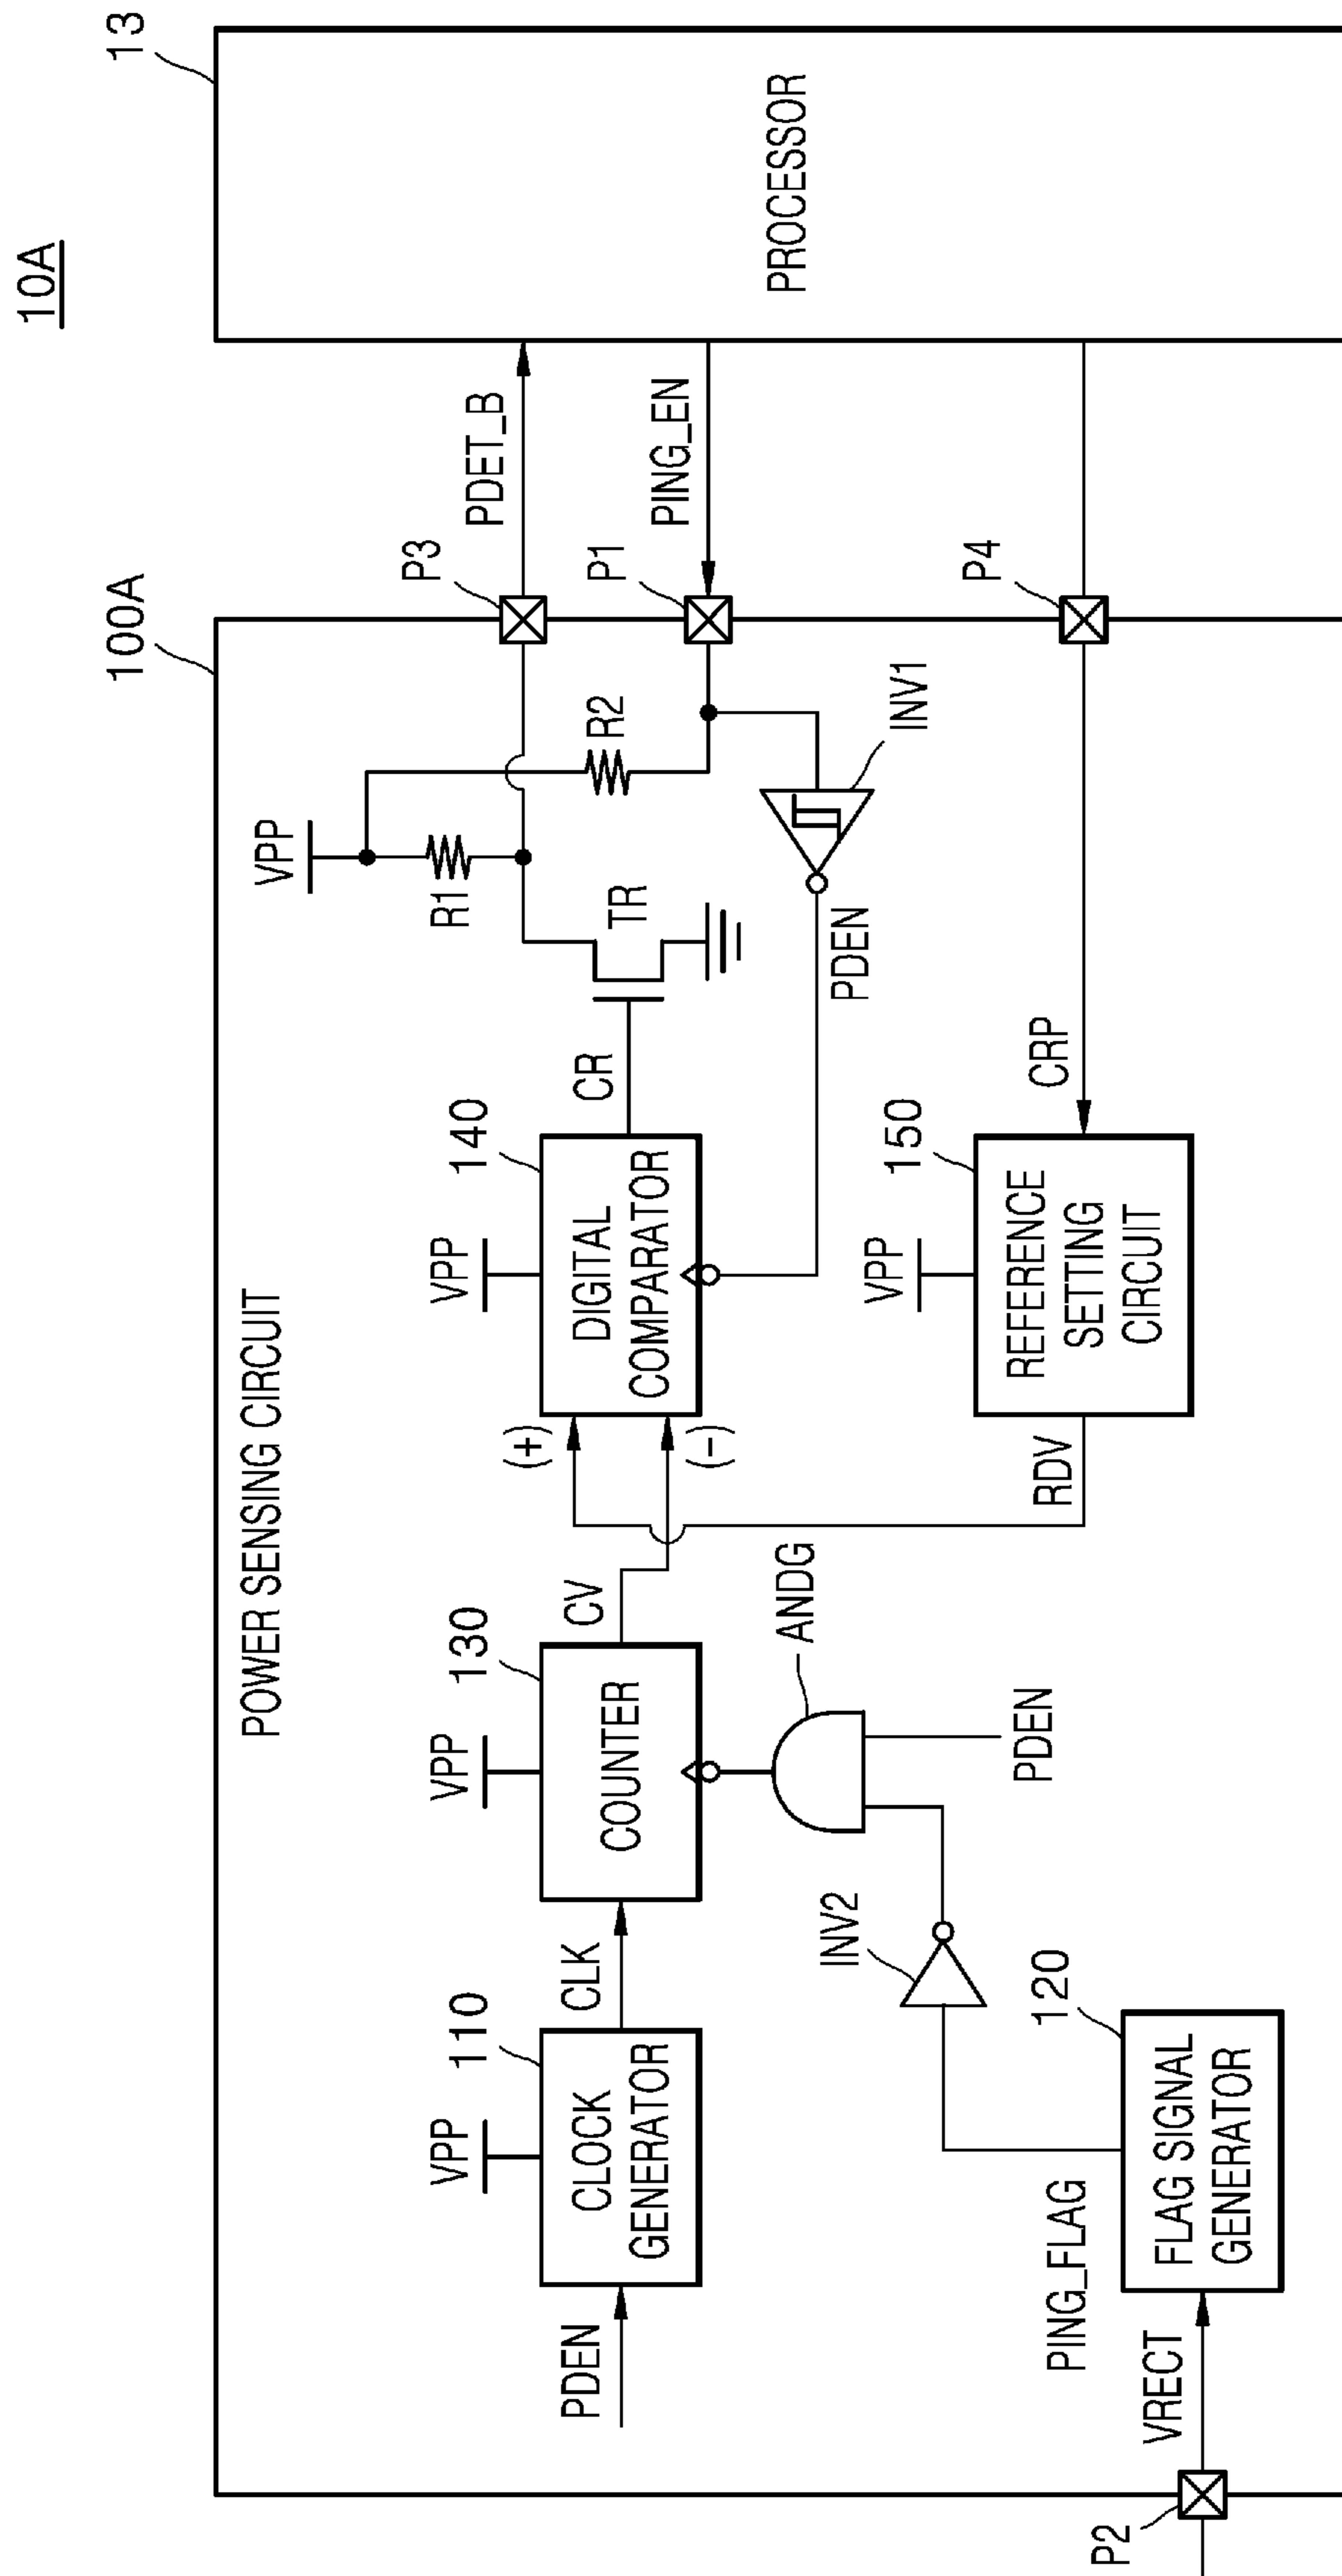 10A
100A
13
POWER SENSING CIRCUIT
PROCESSOR
VPP
R1
R2
P3
PDET_B
P1
PING_EN
P4
110
VPP
CLOCK
GENERATOR
PDEN
CLK
130
VPP
COUNTER
CV
(+)
(-)
140
VPP
DIGITAL
COMPARATOR
CR
TR
INV1
PDEN
ANDG
PDEN
INV2
150
VPP
REFERENCE
SETTING
CIRCUIT
RDV
CRP
120
FLAG SIGNAL
GENERATOR
PING_FLAG
VRECT
P2